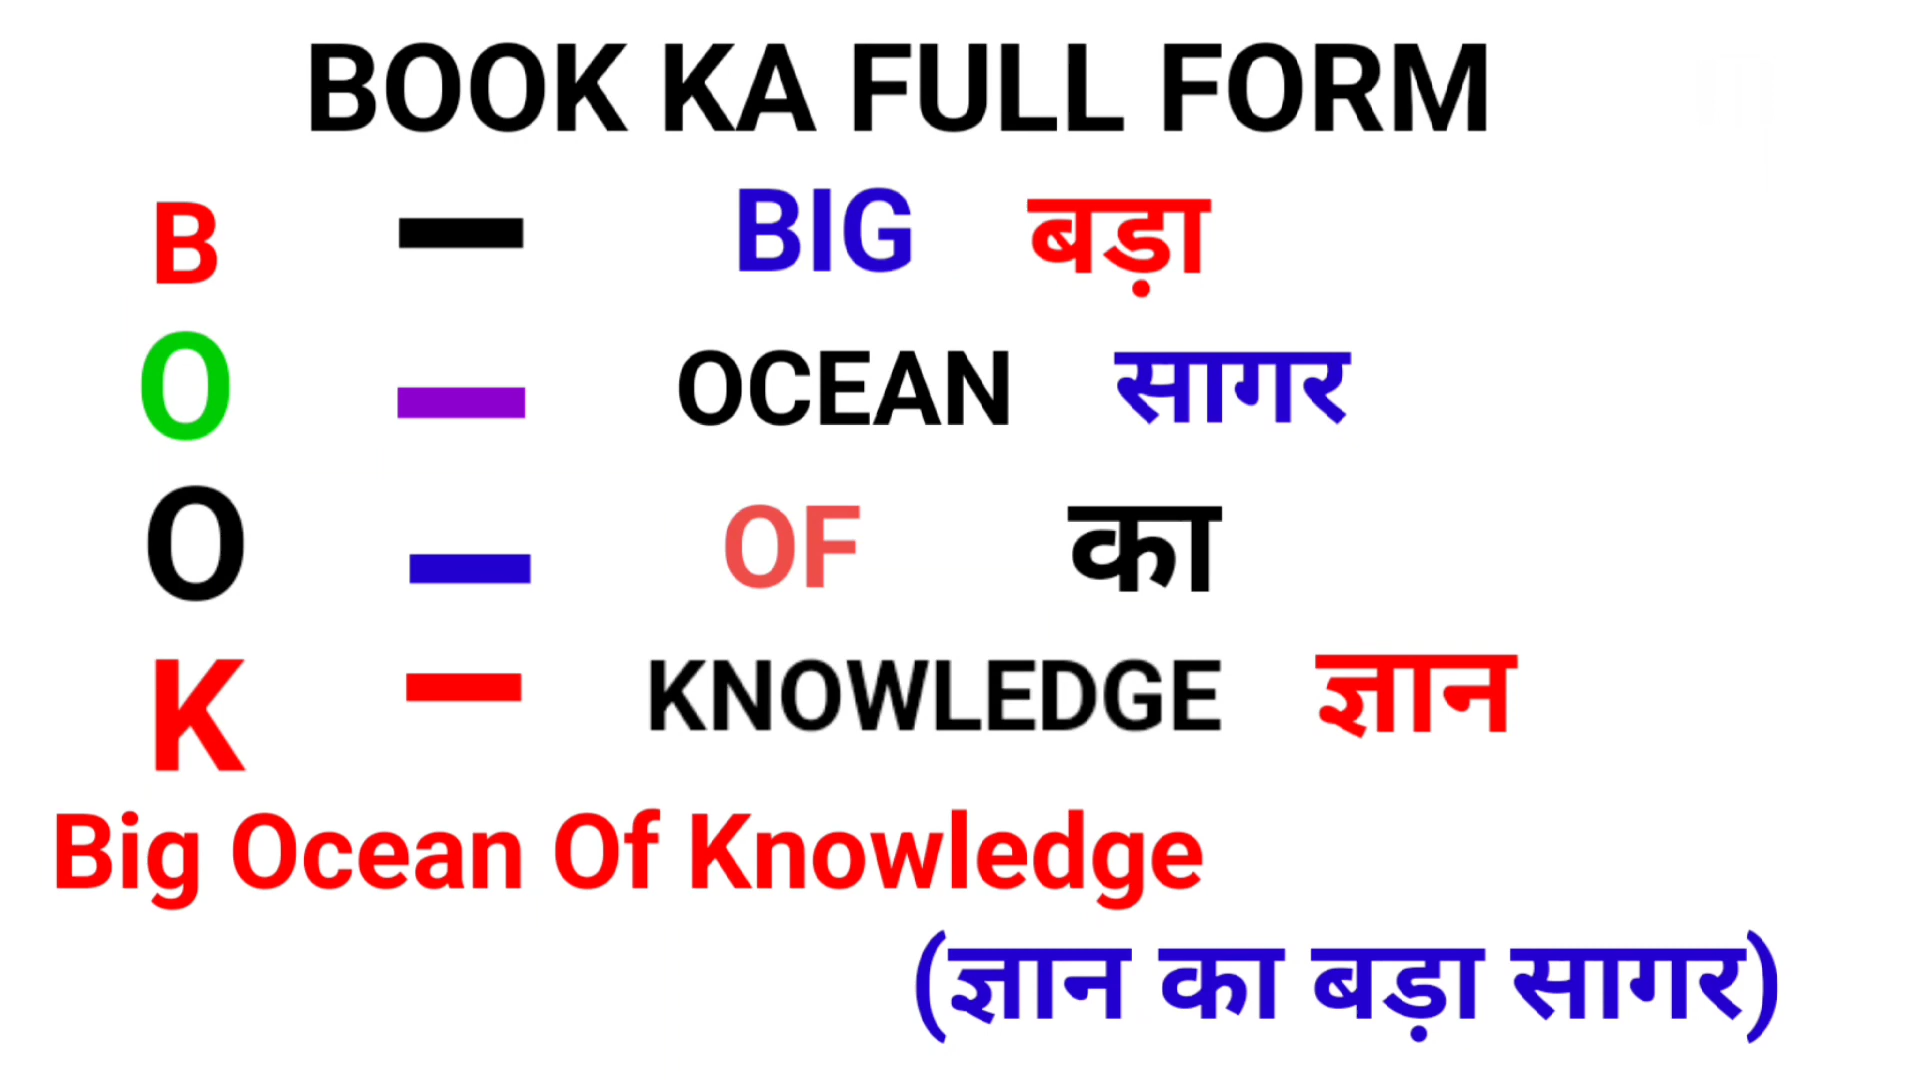 BOOK KA FULL FORM
B — BIG बड़ा
O — OCEAN सागर
O — OF का
K — KNOWLEDGE ज्ञान
Big Ocean Of Knowledge
(ज्ञान का बड़ा सागर)